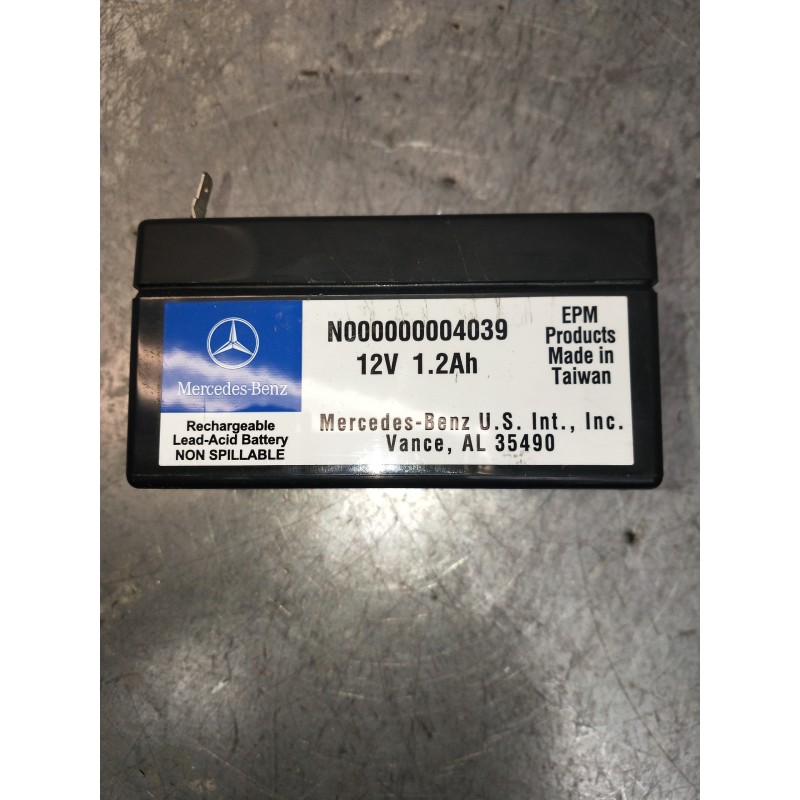 Mercedes-Benz
Rechargeable
Lead-Acid Battery
NON SPILLABLE
N000000004039
12V 1.2Ah
EPM
Products
Made in
Taiwan
Mercedes-Benz U.S. Int., Inc.
Vance, AL 35490